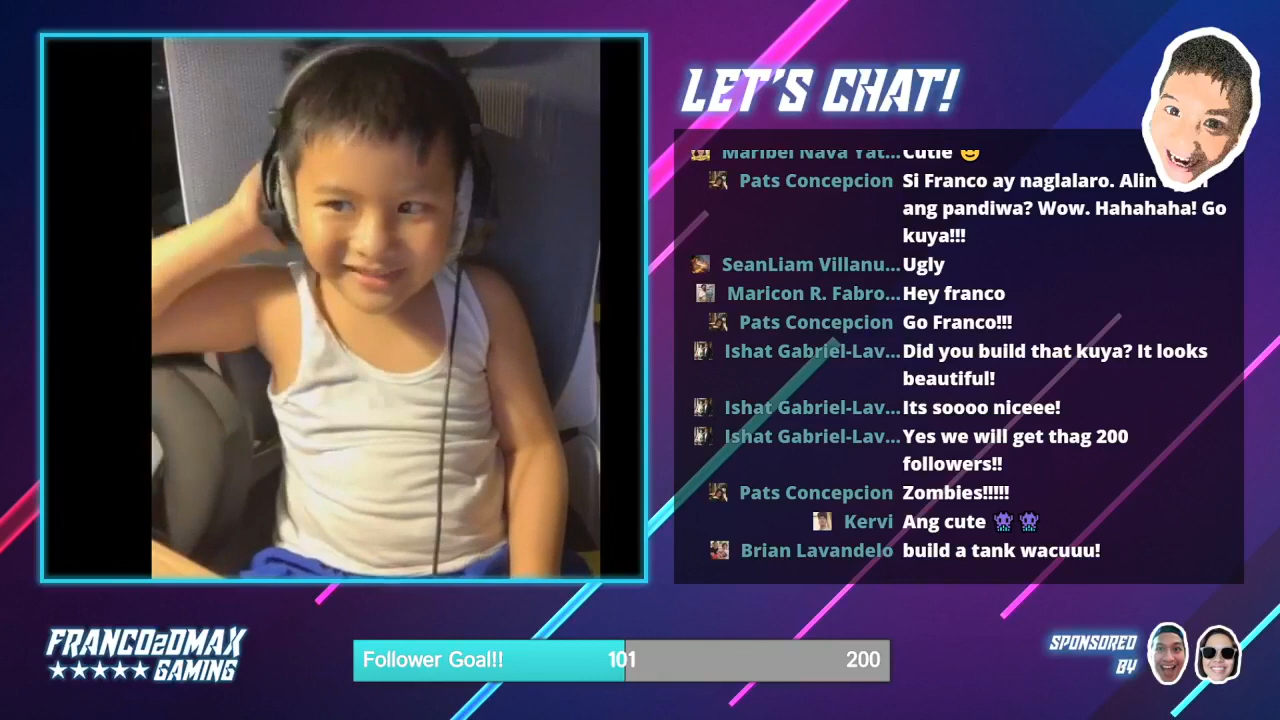 LET'S CHAT!
Maribel Nava Yat... Cutie 😊
Pats Concepcion Si Franco ay naglalaro. Alin
ang pandiwa? Wow. Hahahaha! Go
kuya!!!
SeanLiam Villanu... Ugly
Maricon R. Fabro... Hey franco
Pats Concepcion Go Franco!!!
Ishat Gabriel-Lav... Did you build that kuya? It looks
beautiful!
Ishat Gabriel-Lav... Its soooo niceee!
Ishat Gabriel-Lav... Yes we will get thag 200
followers!!
Pats Concepcion Zombies!!!!!
Kervi Ang cute 👾 👾
Brian Lavandelo build a tank wacuuu!
FRANCO2DMAX
★★★★★ GAMING
Follower Goal!! 101 200
SPONSORED
BY